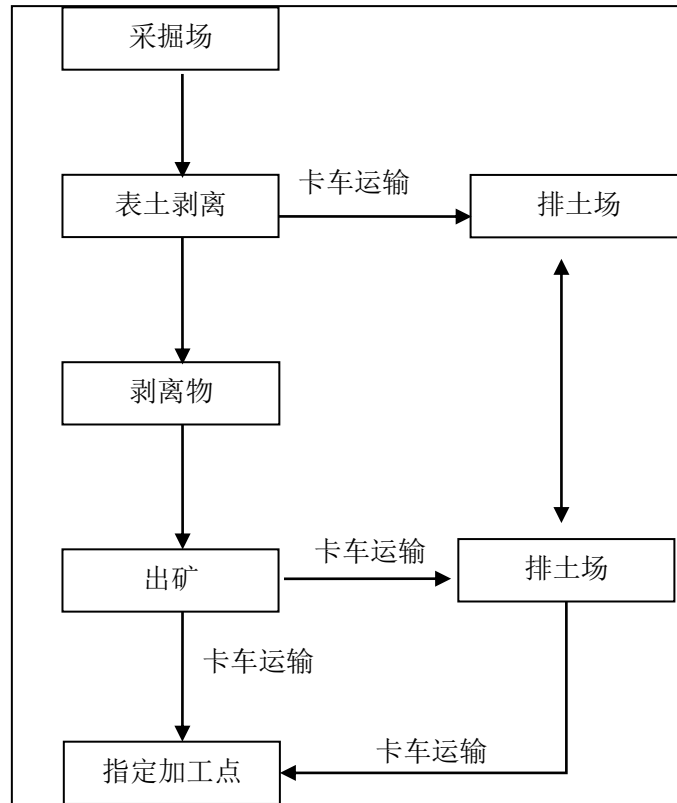 采掘场
卡车运输
表土剥离
排土场
剥离物
卡车运输
出矿
排土场
卡车运输
卡车运输
指定加工点